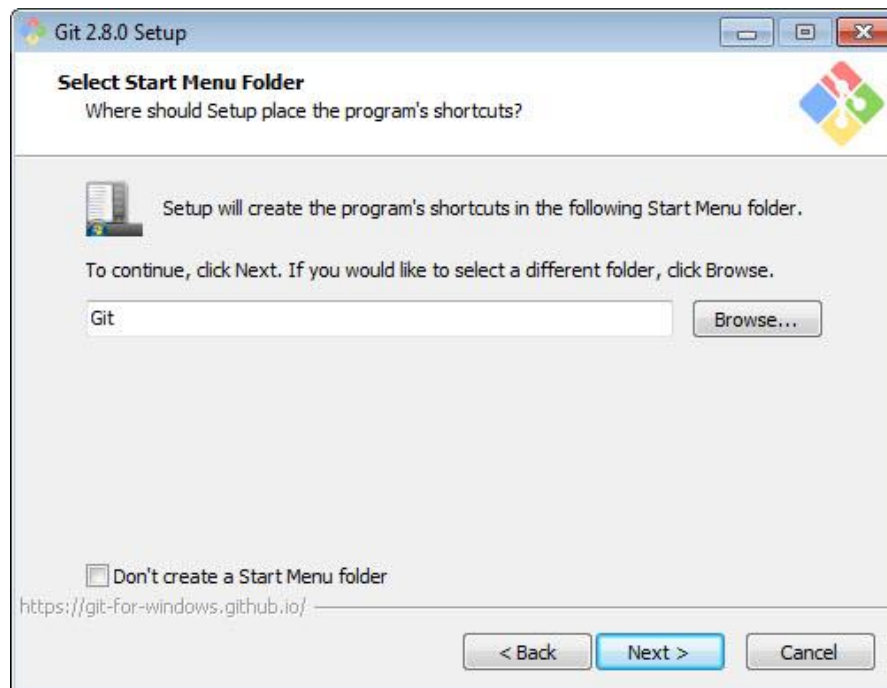 Git 2.8.0 Setup
Select Start Menu Folder
Where should Setup place the program's shortcuts?
Setup will create the program's shortcuts in the following Start Menu folder.
To continue, click Next. If you would like to select a different folder, click Browse.
Git
Browse...
Don't create a Start Menu folder
https://git-for-windows.github.io/
< Back
Next >
Cancel